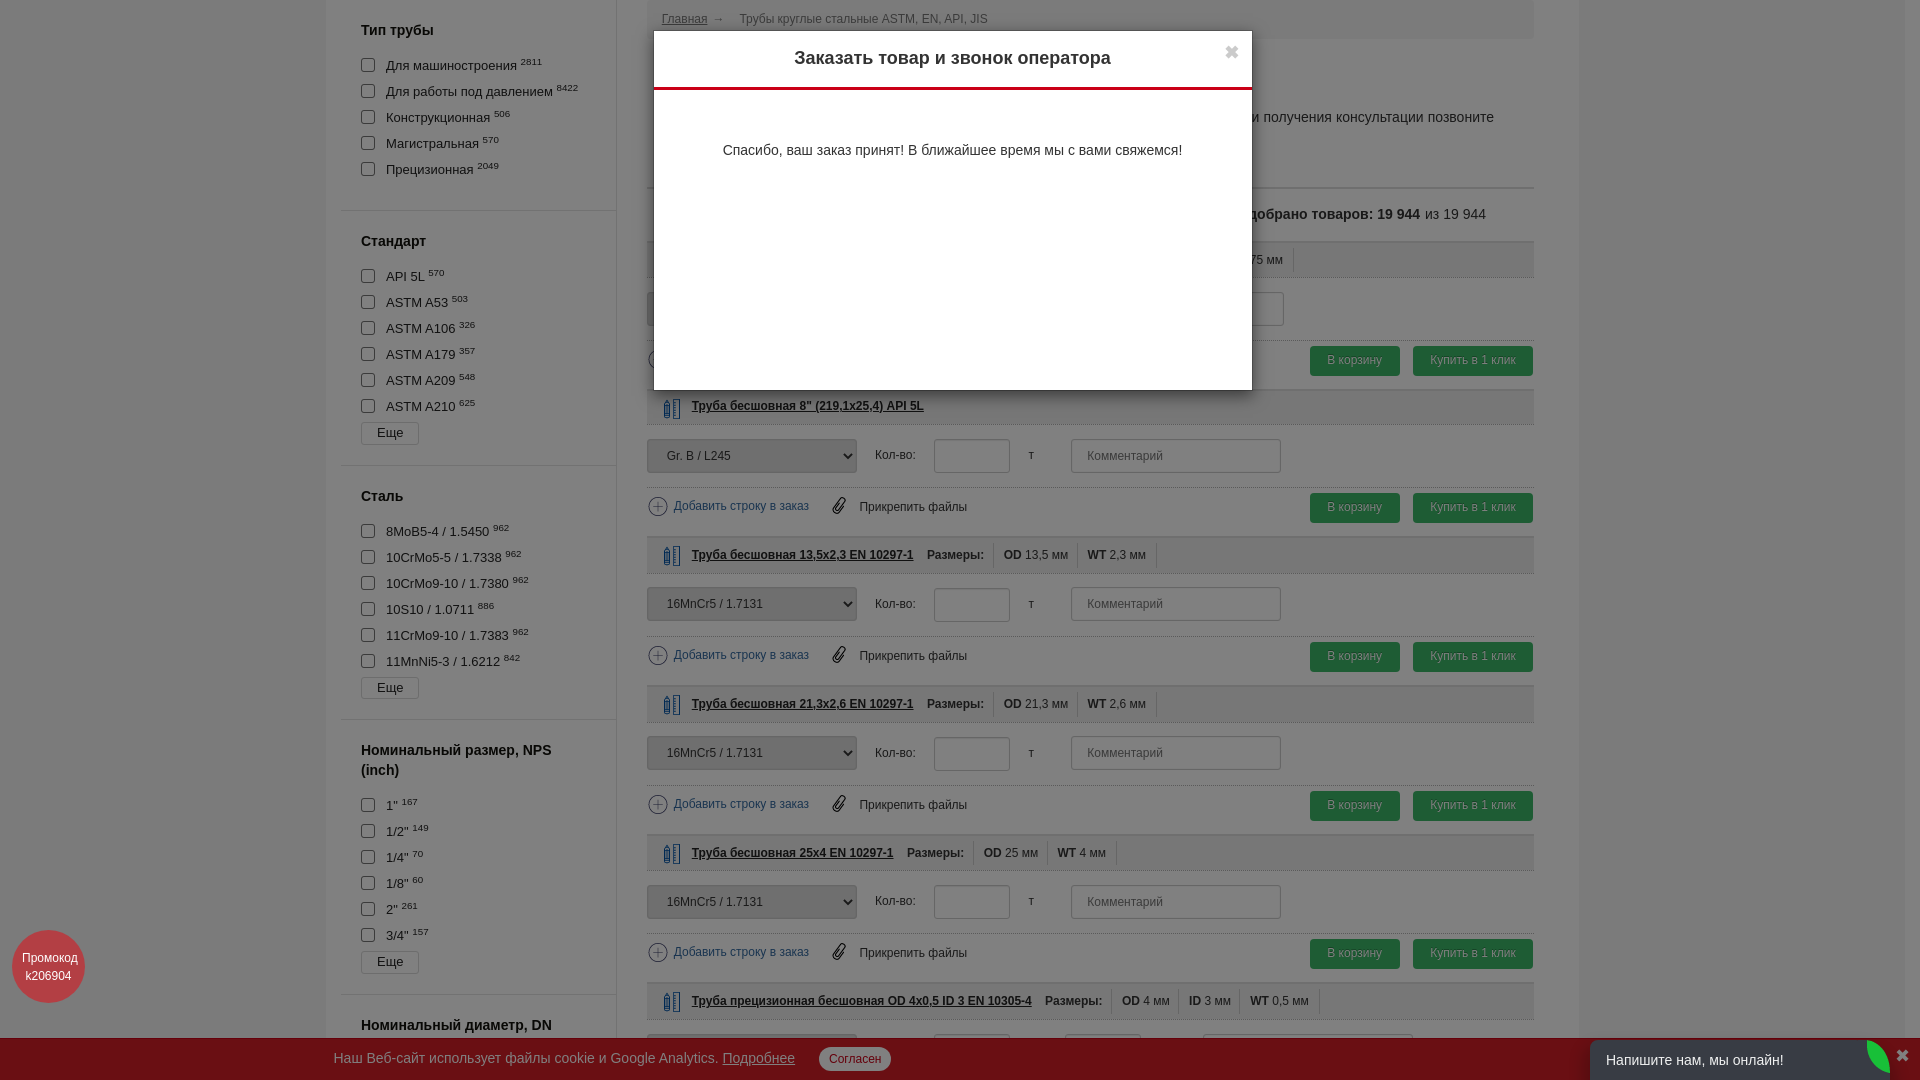 Тип трубы
Для машиностроения 2811
Для работы под давлением 8422
Конструкционная 506
Магистральная 570
Прецизионная 2049
Стандарт
API 5L 570
ASTM A53 503
ASTM A106 326
ASTM A179 357
ASTM A209 548
ASTM A210 625
Еще
Сталь
8MoB5-4 / 1.5450 962
10CrMo5-5 / 1.7338 962
10CrMo9-10 / 1.7380 962
10S10 / 1.0711 886
11CrMo9-10 / 1.7383 962
11MnNi5-3 / 1.6212 842
Еще
Номинальный размер, NPS
(inch)
1" 167
1/2" 149
1/4" 70
1/8" 60
2" 261
3/4" 157
Еще
Номинальный диаметр, DN
Главная → Трубы круглые стальные ASTM, EN, API, JIS
Заказать товар и звонок оператора
✖
Спасибо, ваш заказ принят! В ближайшее время мы с вами свяжемся!
и получения консультации позвоните
добрано товаров: 19 944 из 19 944
75 мм
В корзину Купить в 1 клик
Труба бесшовная 8" (219,1х25,4) API 5L
Gr. B / L245 Кол-во: т Комментарий
Добавить строку в заказ Прикрепить файлы В корзину Купить в 1 клик
Труба бесшовная 13,5х2,3 EN 10297-1 Размеры: OD 13,5 мм WT 2,3 мм
16MnCr5 / 1.7131 Кол-во: т Комментарий
Добавить строку в заказ Прикрепить файлы В корзину Купить в 1 клик
Труба бесшовная 21,3х2,6 EN 10297-1 Размеры: OD 21,3 мм WT 2,6 мм
16MnCr5 / 1.7131 Кол-во: т Комментарий
Добавить строку в заказ Прикрепить файлы В корзину Купить в 1 клик
Труба бесшовная 25х4 EN 10297-1 Размеры: OD 25 мм WT 4 мм
16MnCr5 / 1.7131 Кол-во: т Комментарий
Добавить строку в заказ Прикрепить файлы В корзину Купить в 1 клик
Труба прецизионная бесшовная OD 4х0,5 ID 3 EN 10305-4 Размеры: OD 4 мм ID 3 мм WT 0,5 мм
Промокод
k206904
Наш Веб-сайт использует файлы cookie и Google Analytics. Подробнее Согласен
Напишите нам, мы онлайн!
✖